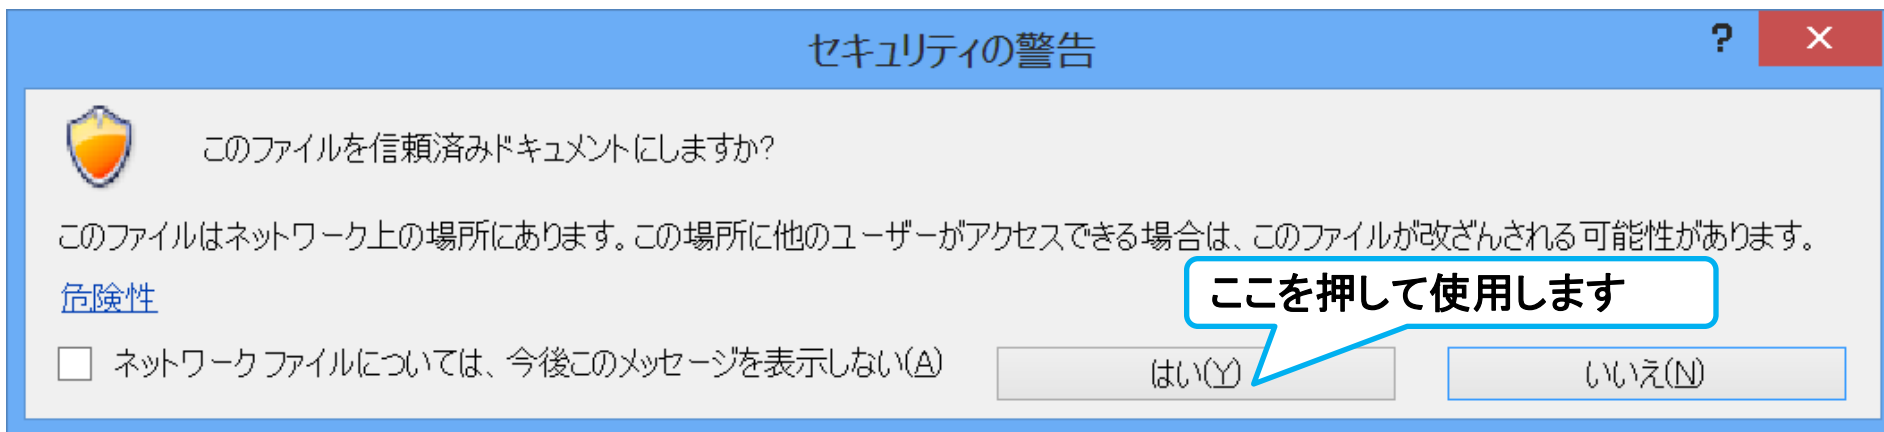 セキュリティの警告
?
このファイルを信頼済みドキュメントにしますか?
このファイルはネットワーク上の場所にあります。この場所に他のユーザーがアクセスできる場合は、このファイルが改ざんされる可能性があります。
危険性
ここを押して使用します
ネットワーク ファイルについては、今後このメッセージを表示しない(A)
はい(Y)
いいえ(N)